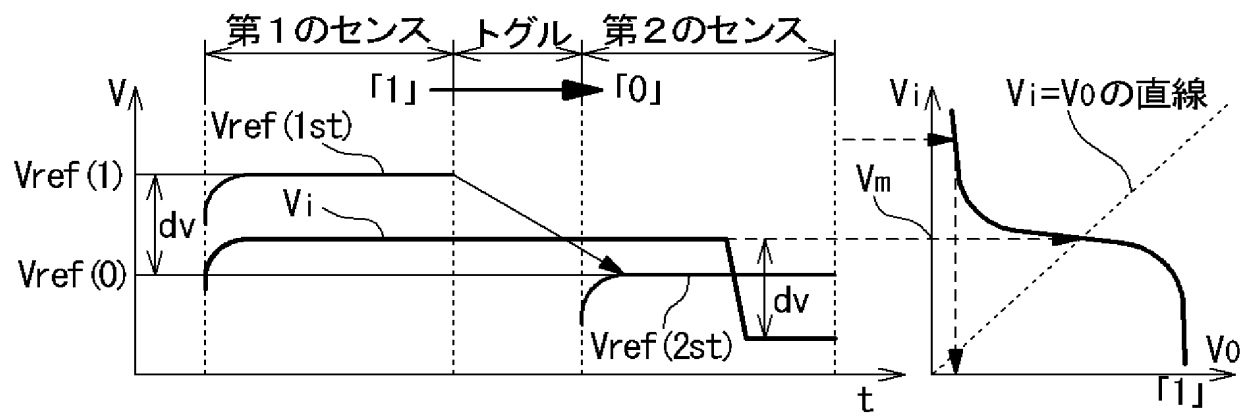 第1のセンス トグル 第2のセンス
「1」 「0」
V
Vref(1st)
Vref(1)
dv
Vi
Vref(0)
dv
Vref(2st)
t
Vi
Vi=V0の直線
Vm
V0
「1」